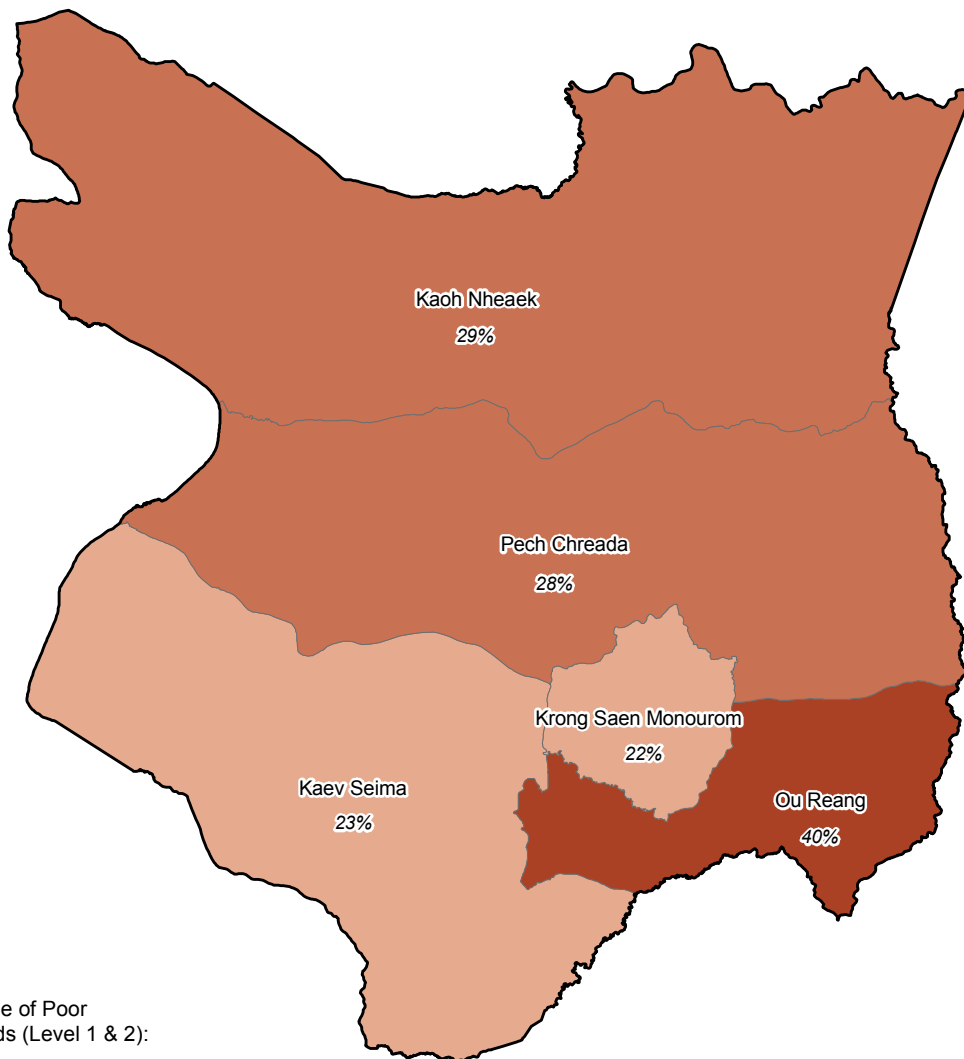 Kaoh Nheaek
29%
Pech Chreada
28%
Krong Saen Monourom
22%
Kaev Seima
23%
Ou Reang
40%
of Poor
(Level 1 & 2):